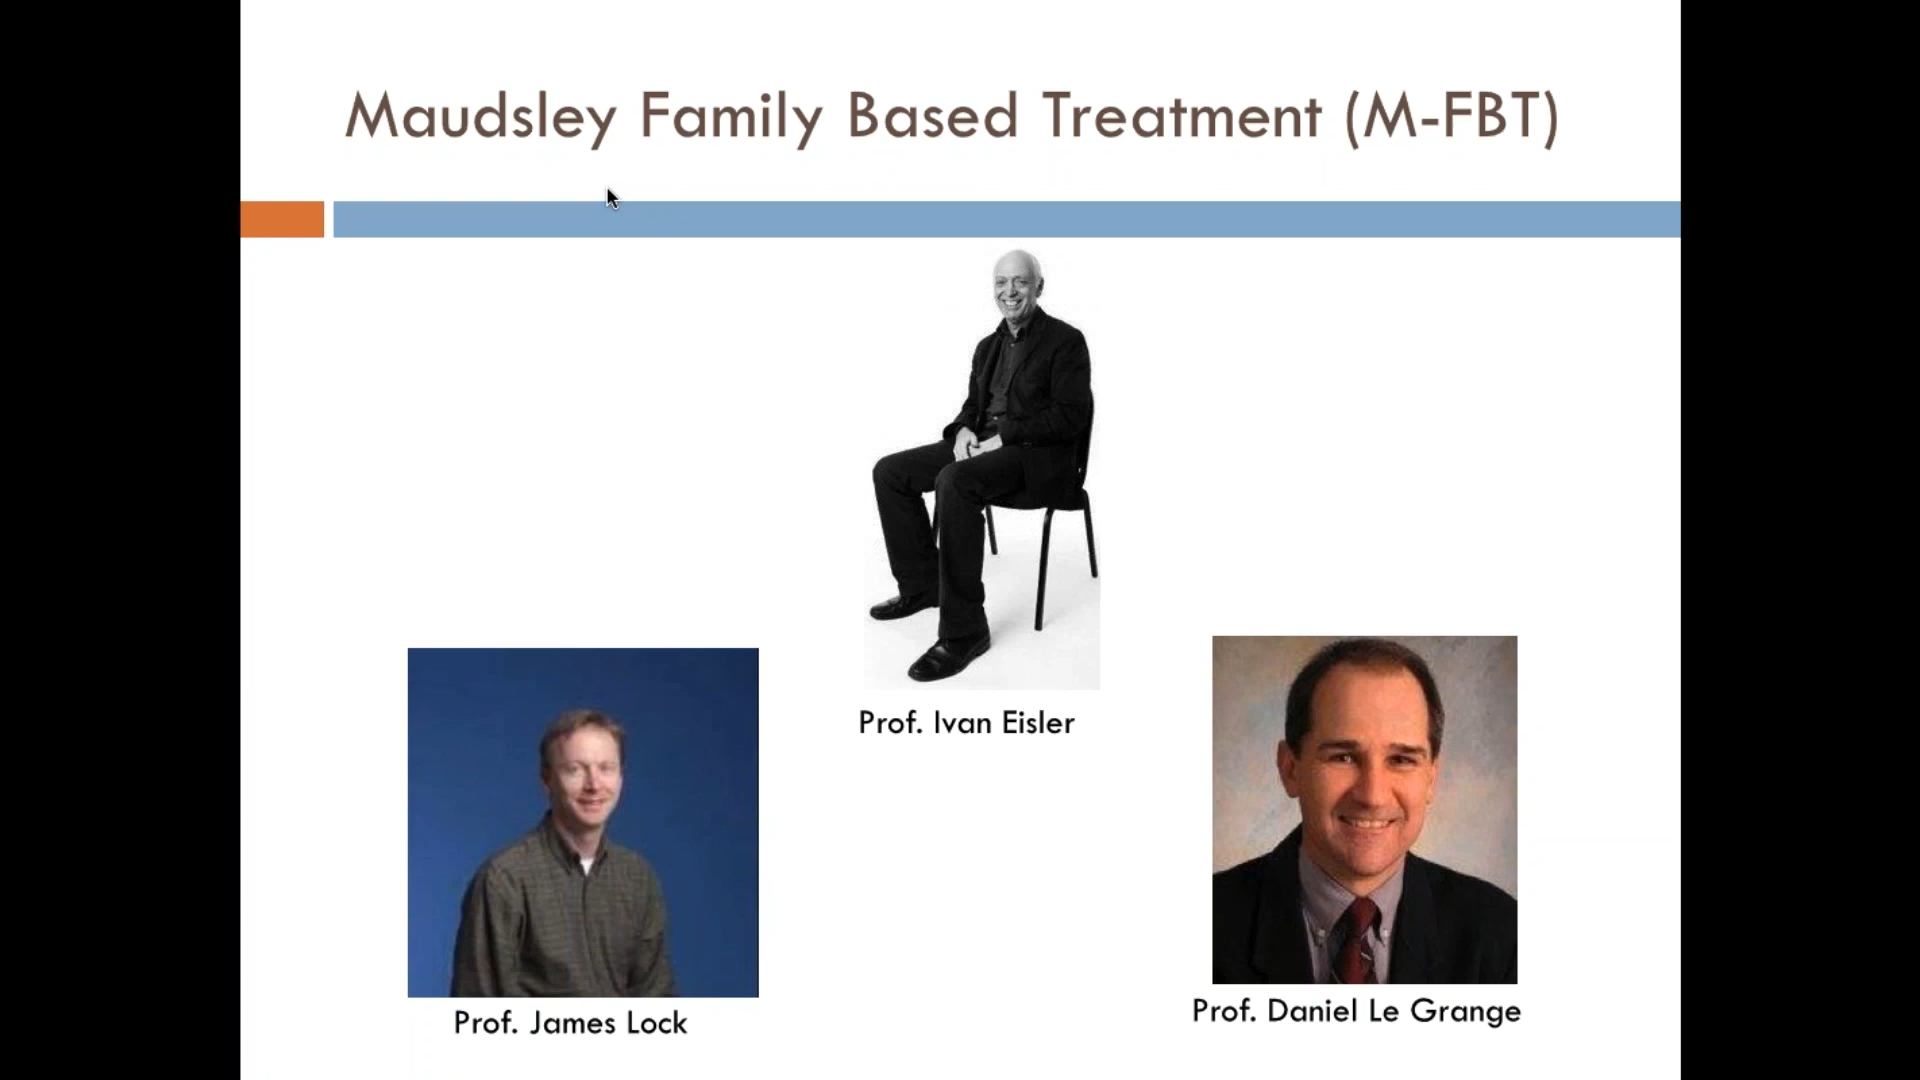 Maudsley Family Based Treatment (M-FBT)
Prof. Ivan Eisler
Prof. James Lock
Prof. Daniel Le Grange